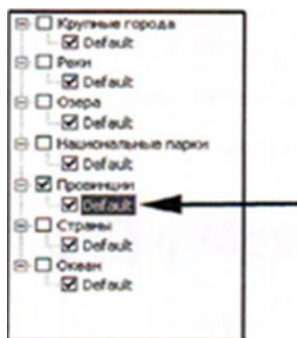 Крупные города
Default
Реки
Default
Озера
Default
Национальные парки
Default
Провинции
Default
Страны
Default
Океан
Default